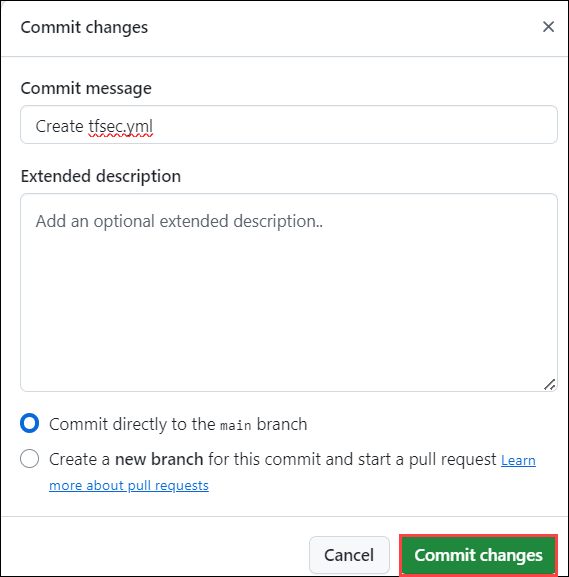 Commit changes
Commit message
Create tfsec.yml
Extended description
Add an optional extended description..
Commit directly to the main branch
Create a new branch for this commit and start a pull request Learn
more about pull requests
Cancel
Commit changes